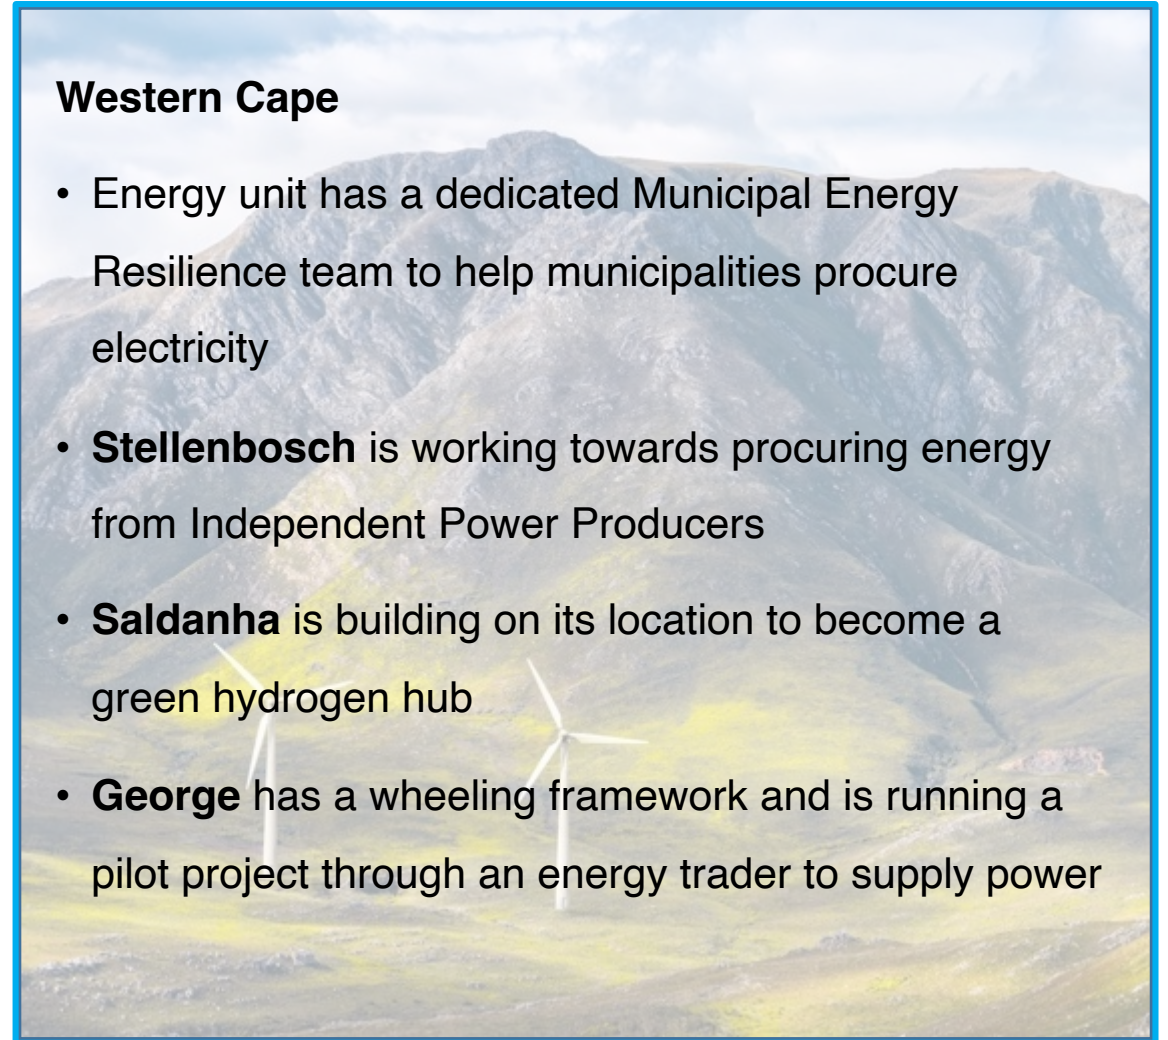 Western Cape
• Energy unit has a dedicated Municipal Energy
Resilience team to help municipalities procure
electricity
• Stellenbosch is working towards procuring energy
from Independent Power Producers
• Saldanha is building on its location to become a
green hydrogen hub
• George has a wheeling framework and is running a
pilot project through an energy trader to supply power